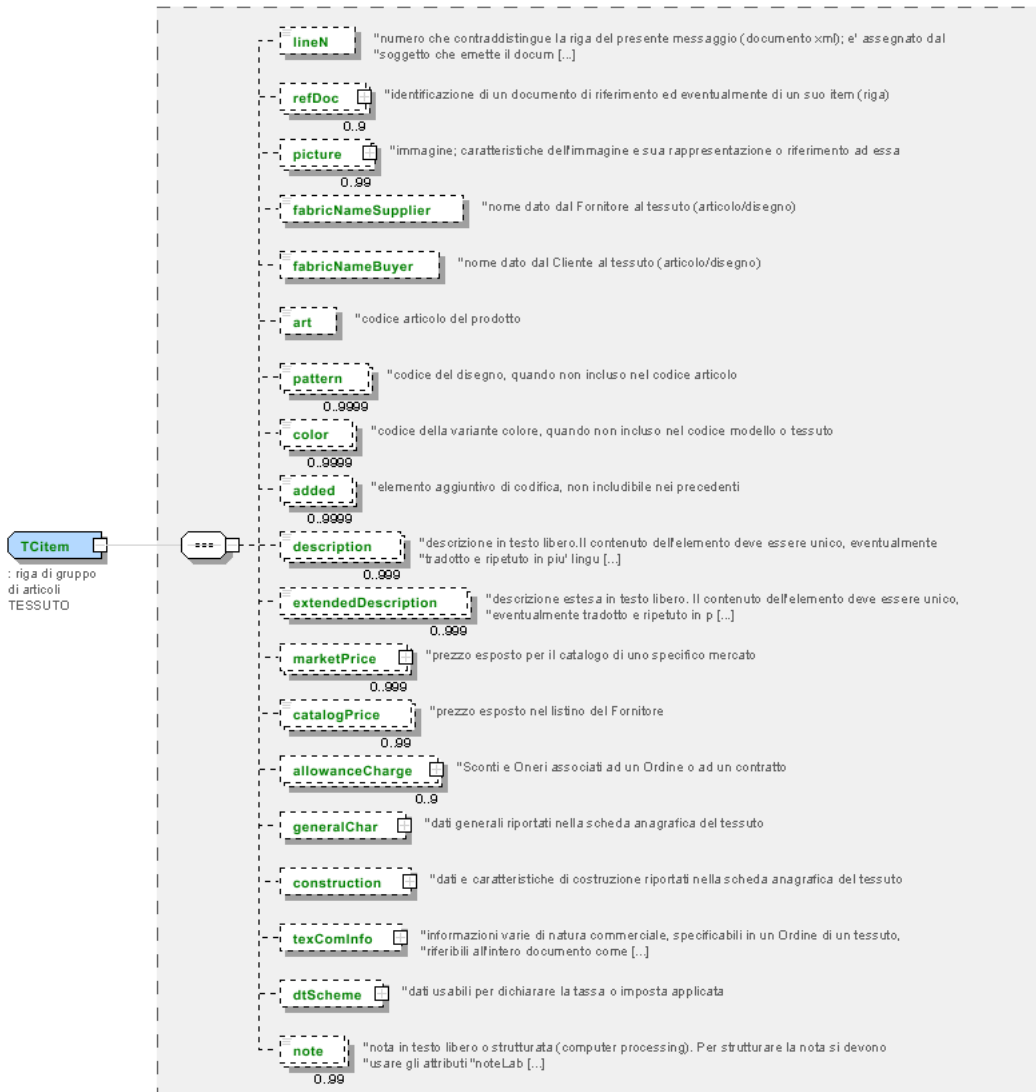 lineN
"numero che contraddistingue la riga del presente messaggio (documento xml); e' assegnato dal
"soggetto che emette il docum [...]
refDoc
"identificazione di un documento di riferimento ed eventualmente di un suo item (riga)
0..9
picture
"immagine; caratteristiche dell'immagine e sua rappresentazione o riferimento ad essa
0..99
fabricNameSupplier
"nome dato dal Fornitore al tessuto (articolo/disegno)
fabricNameBuyer
"nome dato dal Cliente al tessuto (articolo/disegno)
art
"codice articolo del prodotto
pattern
"codice del disegno, quando non incluso nel codice articolo
0..9999
color
"codice della variante colore, quando non incluso nel codice modello o tessuto
0..9999
added
"elemento aggiuntivo di codifica, non includibile nei precedenti
0..9999
TCitem
: riga di gruppo
di articoli
TESSUTO
description
"descrizione in testo libero.Il contenuto dell'elemento deve essere unico, eventualmente
"tradotto e ripetuto in piu' lingu [...]
0..999
extendedDescription
"descrizione estesa in testo libero. Il contenuto dell'elemento deve essere unico,
"eventualmente tradotto e ripetuto in p [...]
0..999
marketPrice
"prezzo esposto per il catalogo di uno specifico mercato
0..999
catalogPrice
"prezzo esposto nel listino del Fornitore
0..99
allowanceCharge
"Sconti e Oneri associati ad un Ordine o ad un contratto
0..9
generalChar
"dati generali riportati nella scheda anagrafica del tessuto
construction
"dati e caratteristiche di costruzione riportati nella scheda anagrafica del tessuto
texComInfo
"informazioni varie di natura commerciale, specificabili in un Ordine di un tessuto,
"riferibili all'intero documento come [...]
dtScheme
"dati usabili per dichiarare la tassa o imposta applicata
note
"nota in testo libero o strutturata (computer processing). Per strutturare la nota si devono
"usare gli attributi "noteLab [...]
0..99